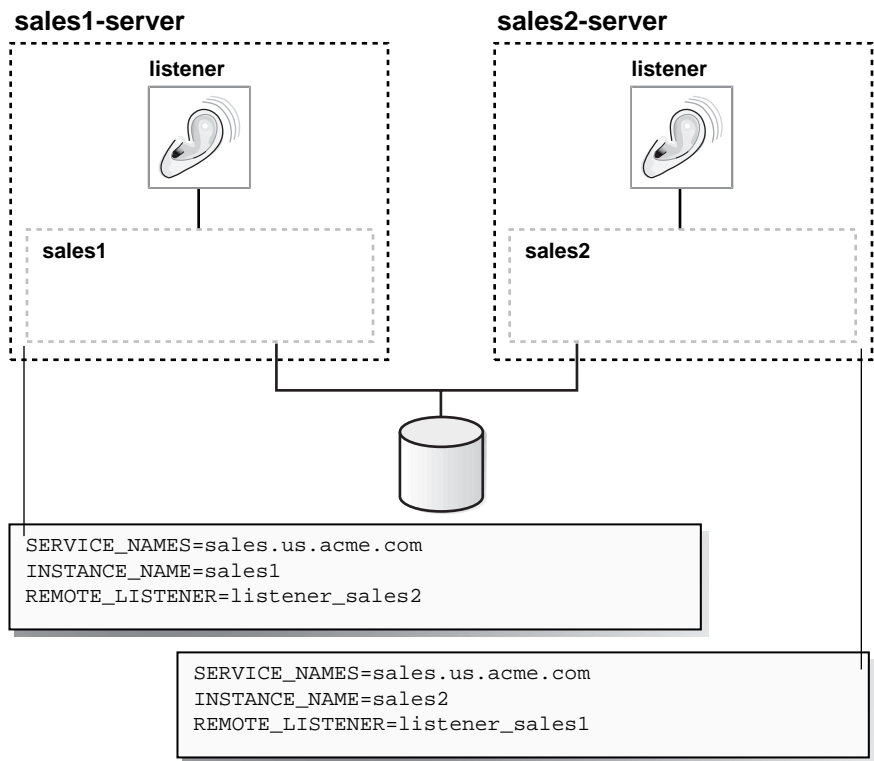 sales1-server
sales2-server
listener
listener
sales1
sales2
SERVICE_NAMES=sales.us.acme.com
INSTANCE_NAME=sales1
REMOTE_LISTENER=listener_sales2
SERVICE_NAMES=sales.us.acme.com
INSTANCE_NAME=sales2
REMOTE_LISTENER=listener_sales1